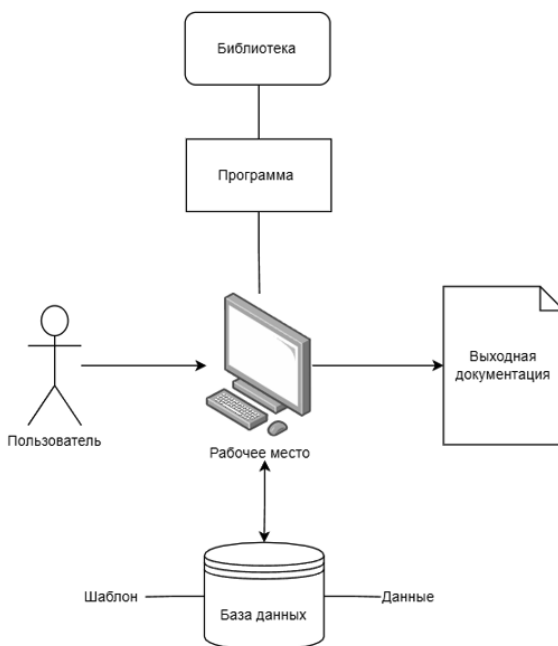 Библиотека
Программа
Выходная
документация
Пользователь
Рабочее место
Шаблон
База данных
Данные